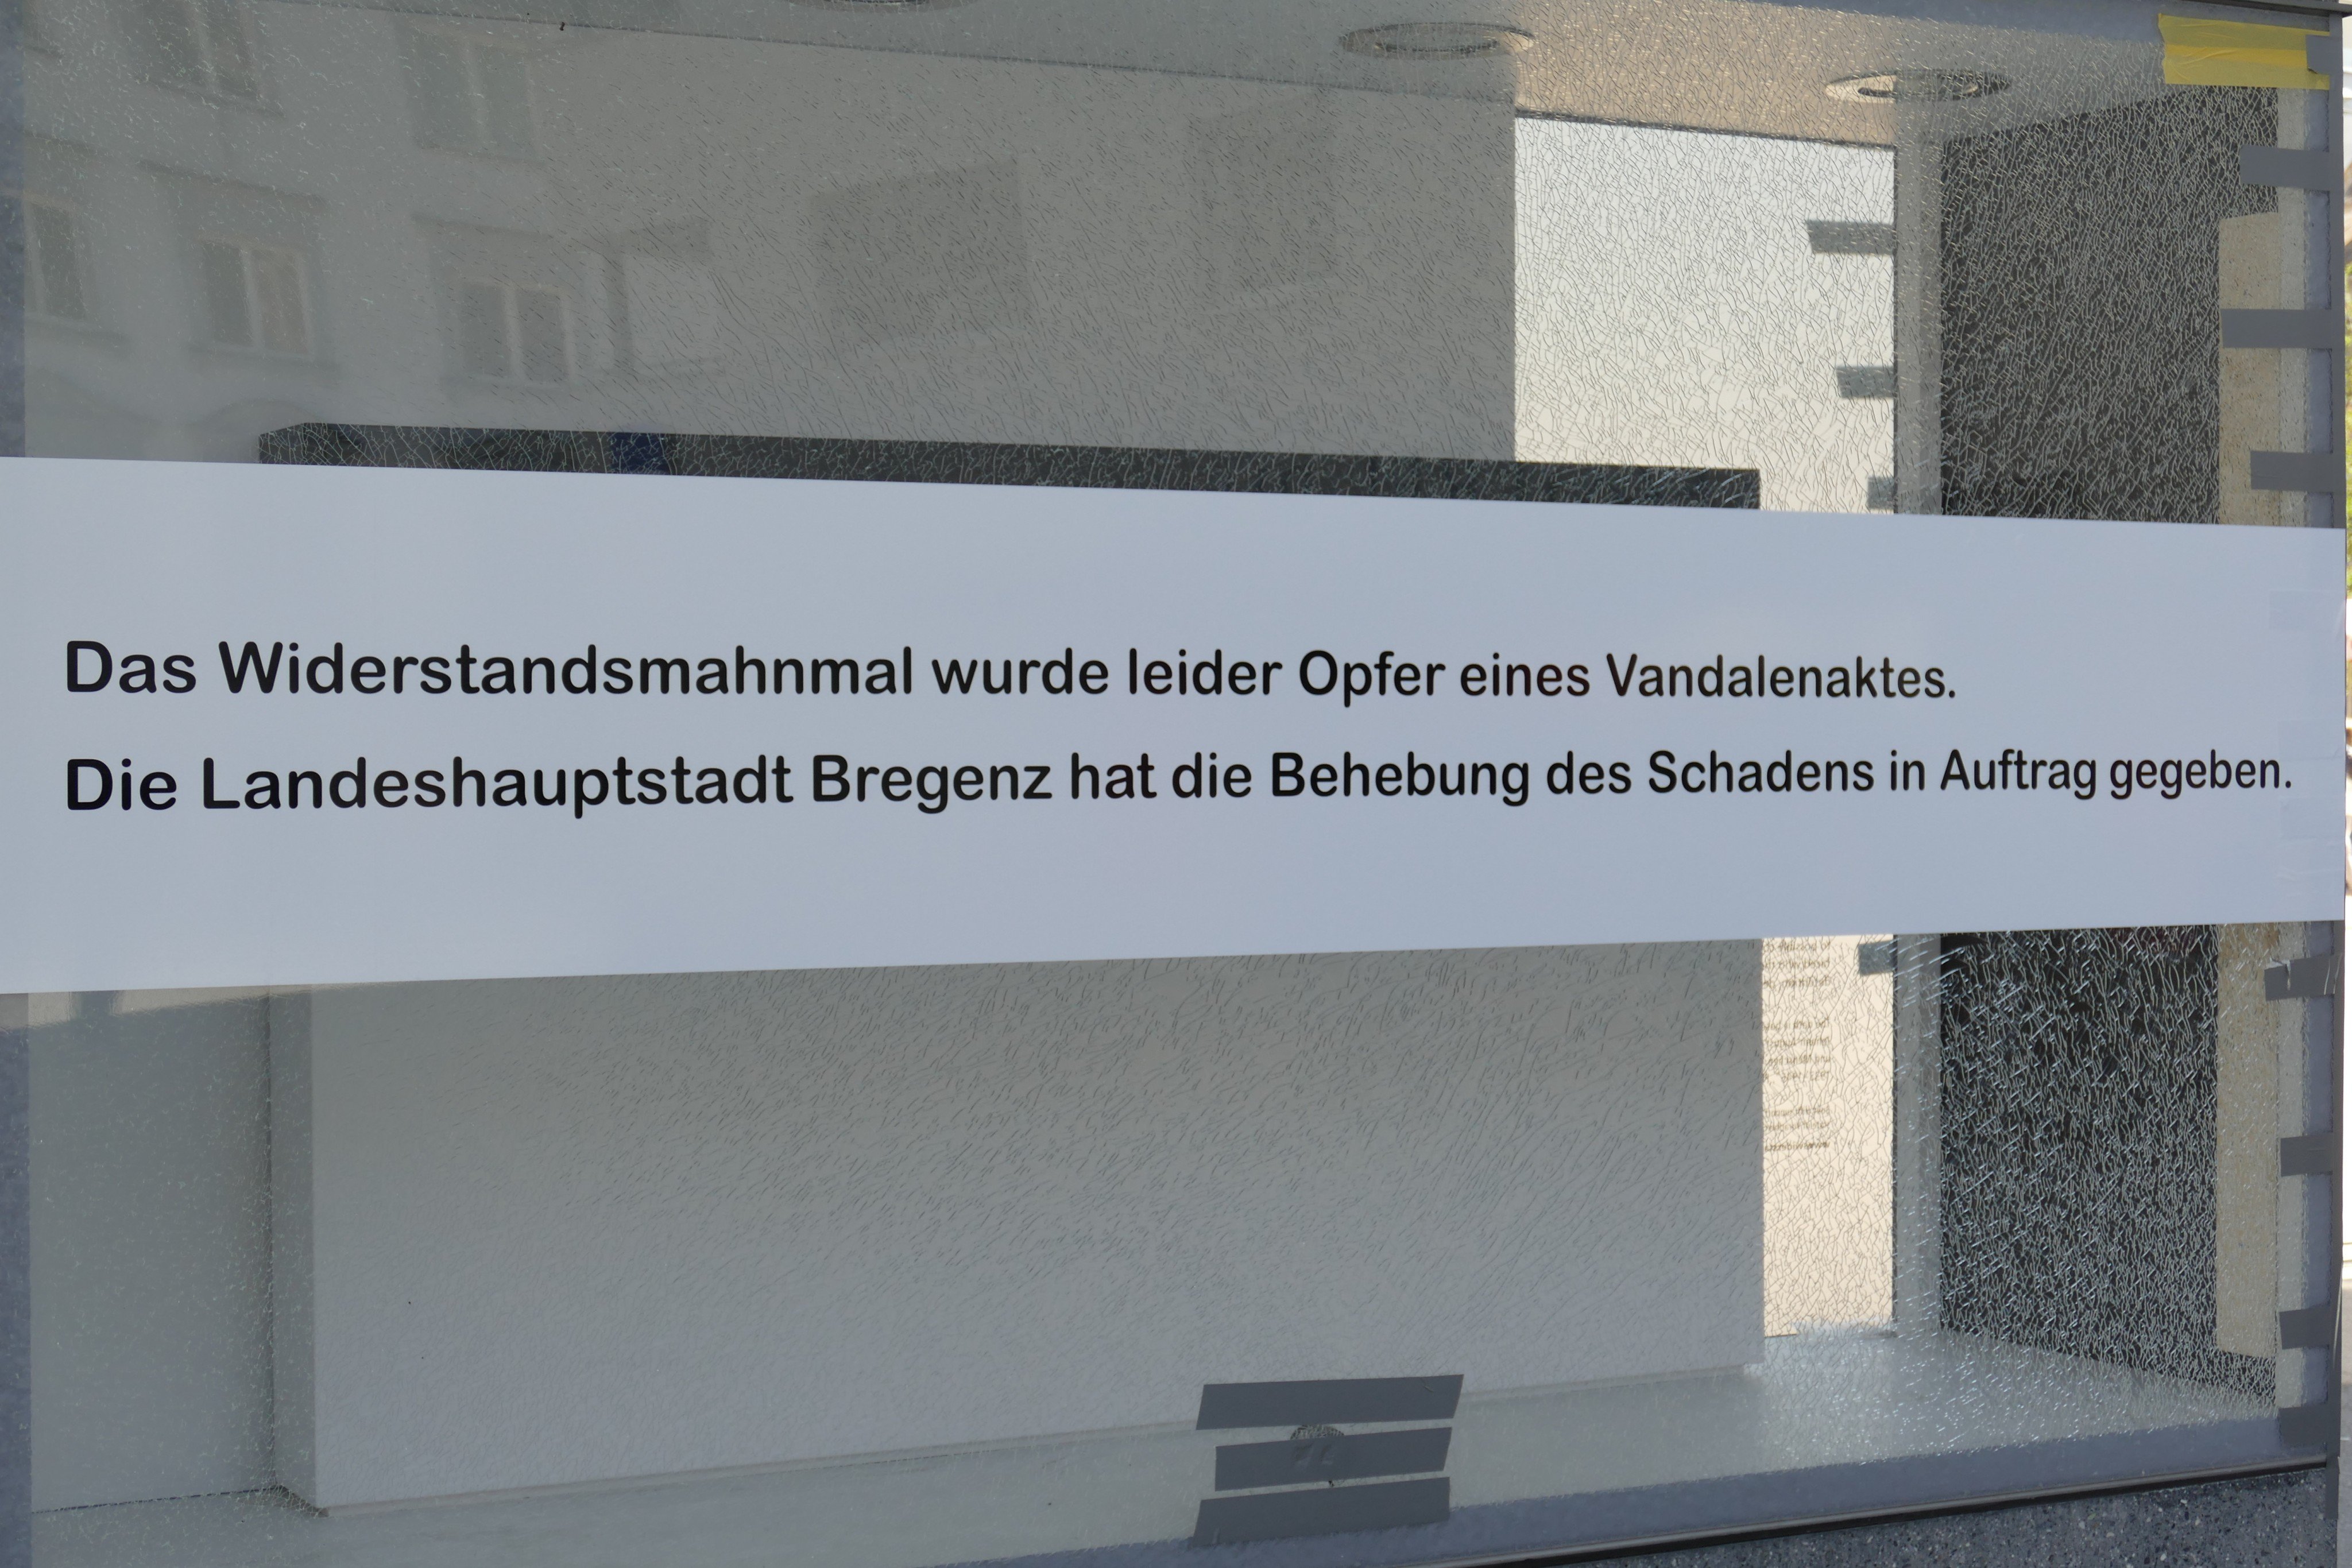 Das Widerstandsmahnmal wurde leider Opfer eines Vandalenaktes.
Die Landeshauptstadt Bregenz hat die Behebung des Schadens in Auftrag gegeben.